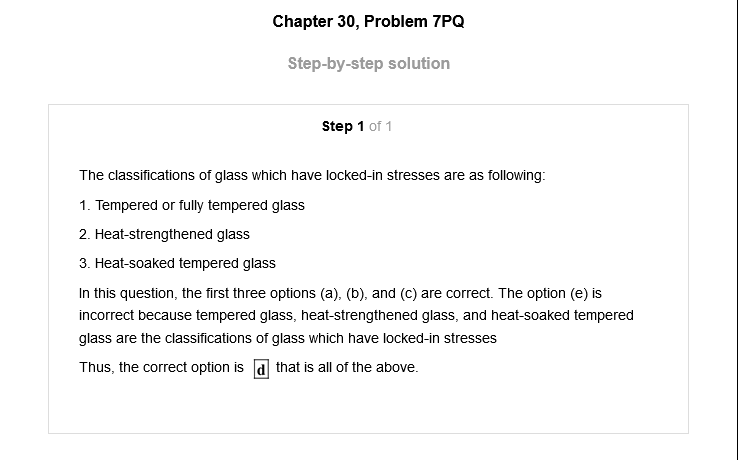 Chapter 30, Problem 7PQ
Step-by-step solution
Step 1 of 1
The classifications of glass which have locked-in stresses are as following:
1. Tempered or fully tempered glass
2. Heat-strengthened glass
3. Heat-soaked tempered glass
In this question, the first three options (a), (b), and (c) are correct. The option (e) is
incorrect because tempered glass, heat-strengthened glass, and heat-soaked tempered
glass are the classifications of glass which have locked-in stresses
Thus, the correct option is d that is all of the above.